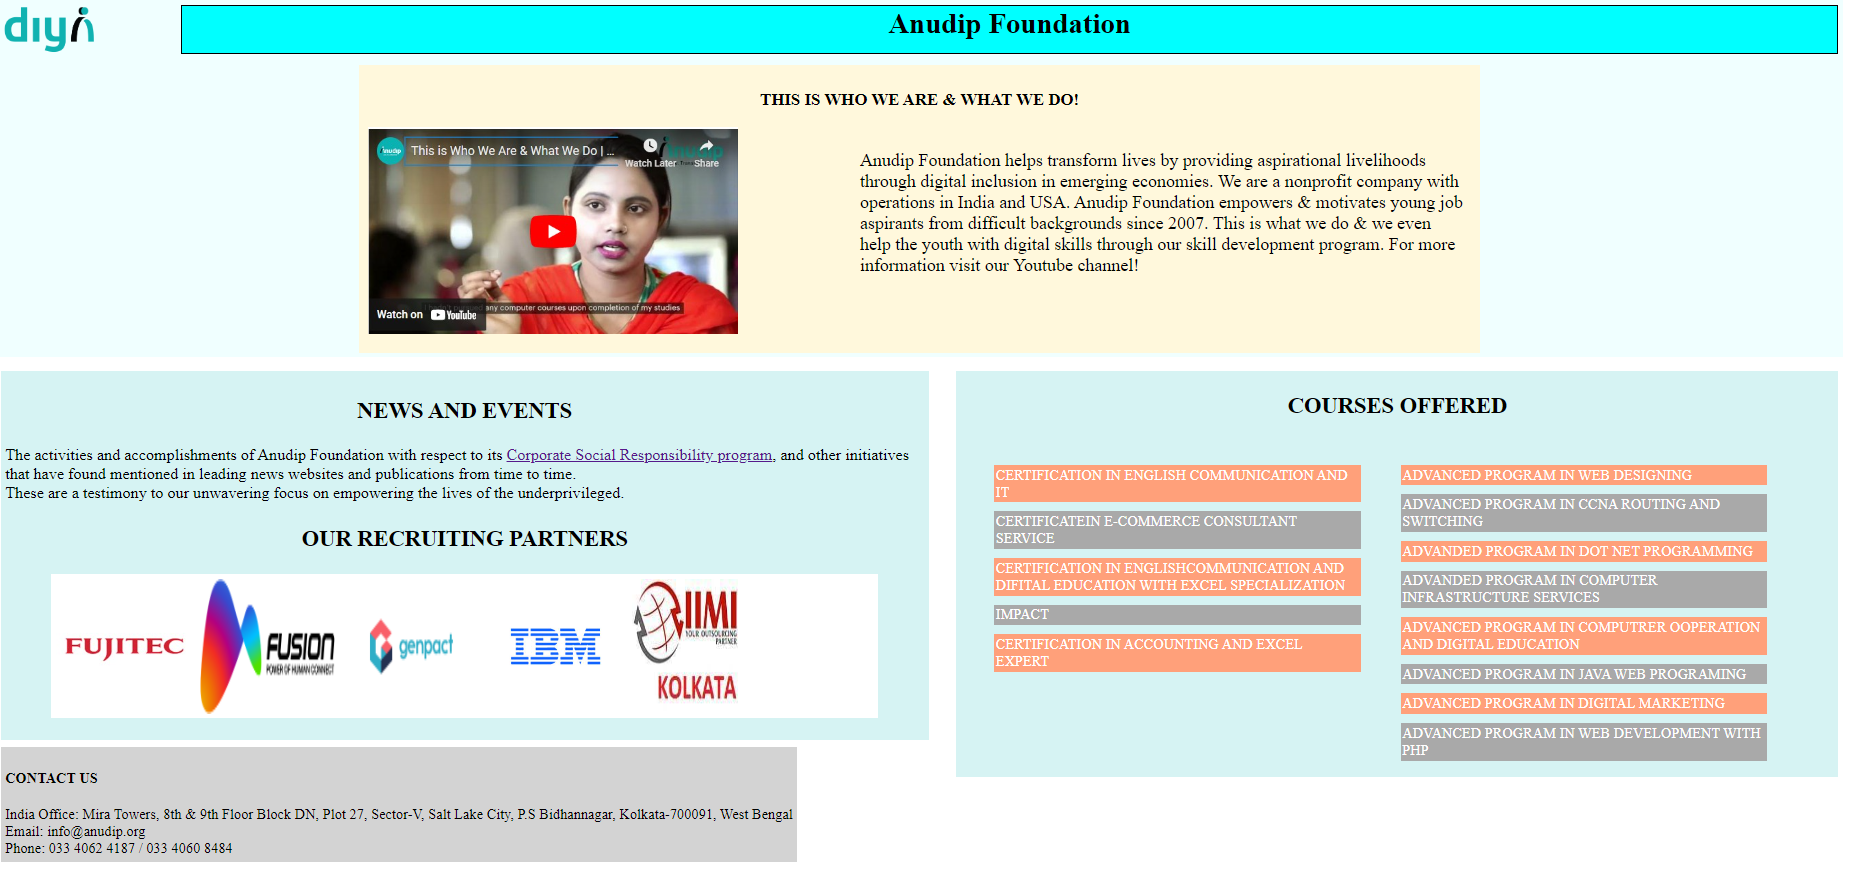 diya
Anudip Foundation
THIS IS WHO WE ARE & WHAT WE DO!
This is Who We Are & What We Do | ...
Watch Later
Share
any computer courses upon completion of my studies
Watch on YouTube
Anudip Foundation helps transform lives by providing aspirational livelihoods
through digital inclusion in emerging economies. We are a nonprofit company with
operations in India and USA. Anudip Foundation empowers & motivates young job
aspirants from difficult backgrounds since 2007. This is what we do & we even
help the youth with digital skills through our skill development program. For more
information visit our Youtube channel!
NEWS AND EVENTS
The activities and accomplishments of Anudip Foundation with respect to its Corporate Social Responsibility program, and other initiatives
that have found mentioned in leading news websites and publications from time to time.
These are a testimony to our unwavering focus on empowering the lives of the underprivileged.
OUR RECRUITING PARTNERS
FUJITEC
FUSION
POWER OF HUMAN CONNECT
genpact
IBM
IIMI
YOUR OUTSOURCING
PARTNER
KOLKATA
CONTACT US
India Office: Mira Towers, 8th & 9th Floor Block DN, Plot 27, Sector-V, Salt Lake City, P.S Bidhannagar, Kolkata-700091, West Bengal
Email: info@anudip.org
Phone: 033 4062 4187 / 033 4060 8484
COURSES OFFERED
CERTIFICATION IN ENGLISH COMMUNICATION AND
IT
CERTIFICATEIN E-COMMERCE CONSULTANT
SERVICE
CERTIFICATION IN ENGLISHCOMMUNICATION AND
DIFITAL EDUCATION WITH EXCEL SPECIALIZATION
IMPACT
CERTIFICATION IN ACCOUNTING AND EXCEL
EXPERT
ADVANCED PROGRAM IN WEB DESIGNING
ADVANCED PROGRAM IN CCNA ROUTING AND
SWITCHING
ADVANDED PROGRAM IN DOT NET PROGRAMMING
ADVANDED PROGRAM IN COMPUTER
INFRASTRUCTURE SERVICES
ADVANCED PROGRAM IN COMPUTRER OOPERATION
AND DIGITAL EDUCATION
ADVANCED PROGRAM IN JAVA WEB PROGRAMING
ADVANCED PROGRAM IN DIGITAL MARKETING
ADVANCED PROGRAM IN WEB DEVELOPMENT WITH
PHP